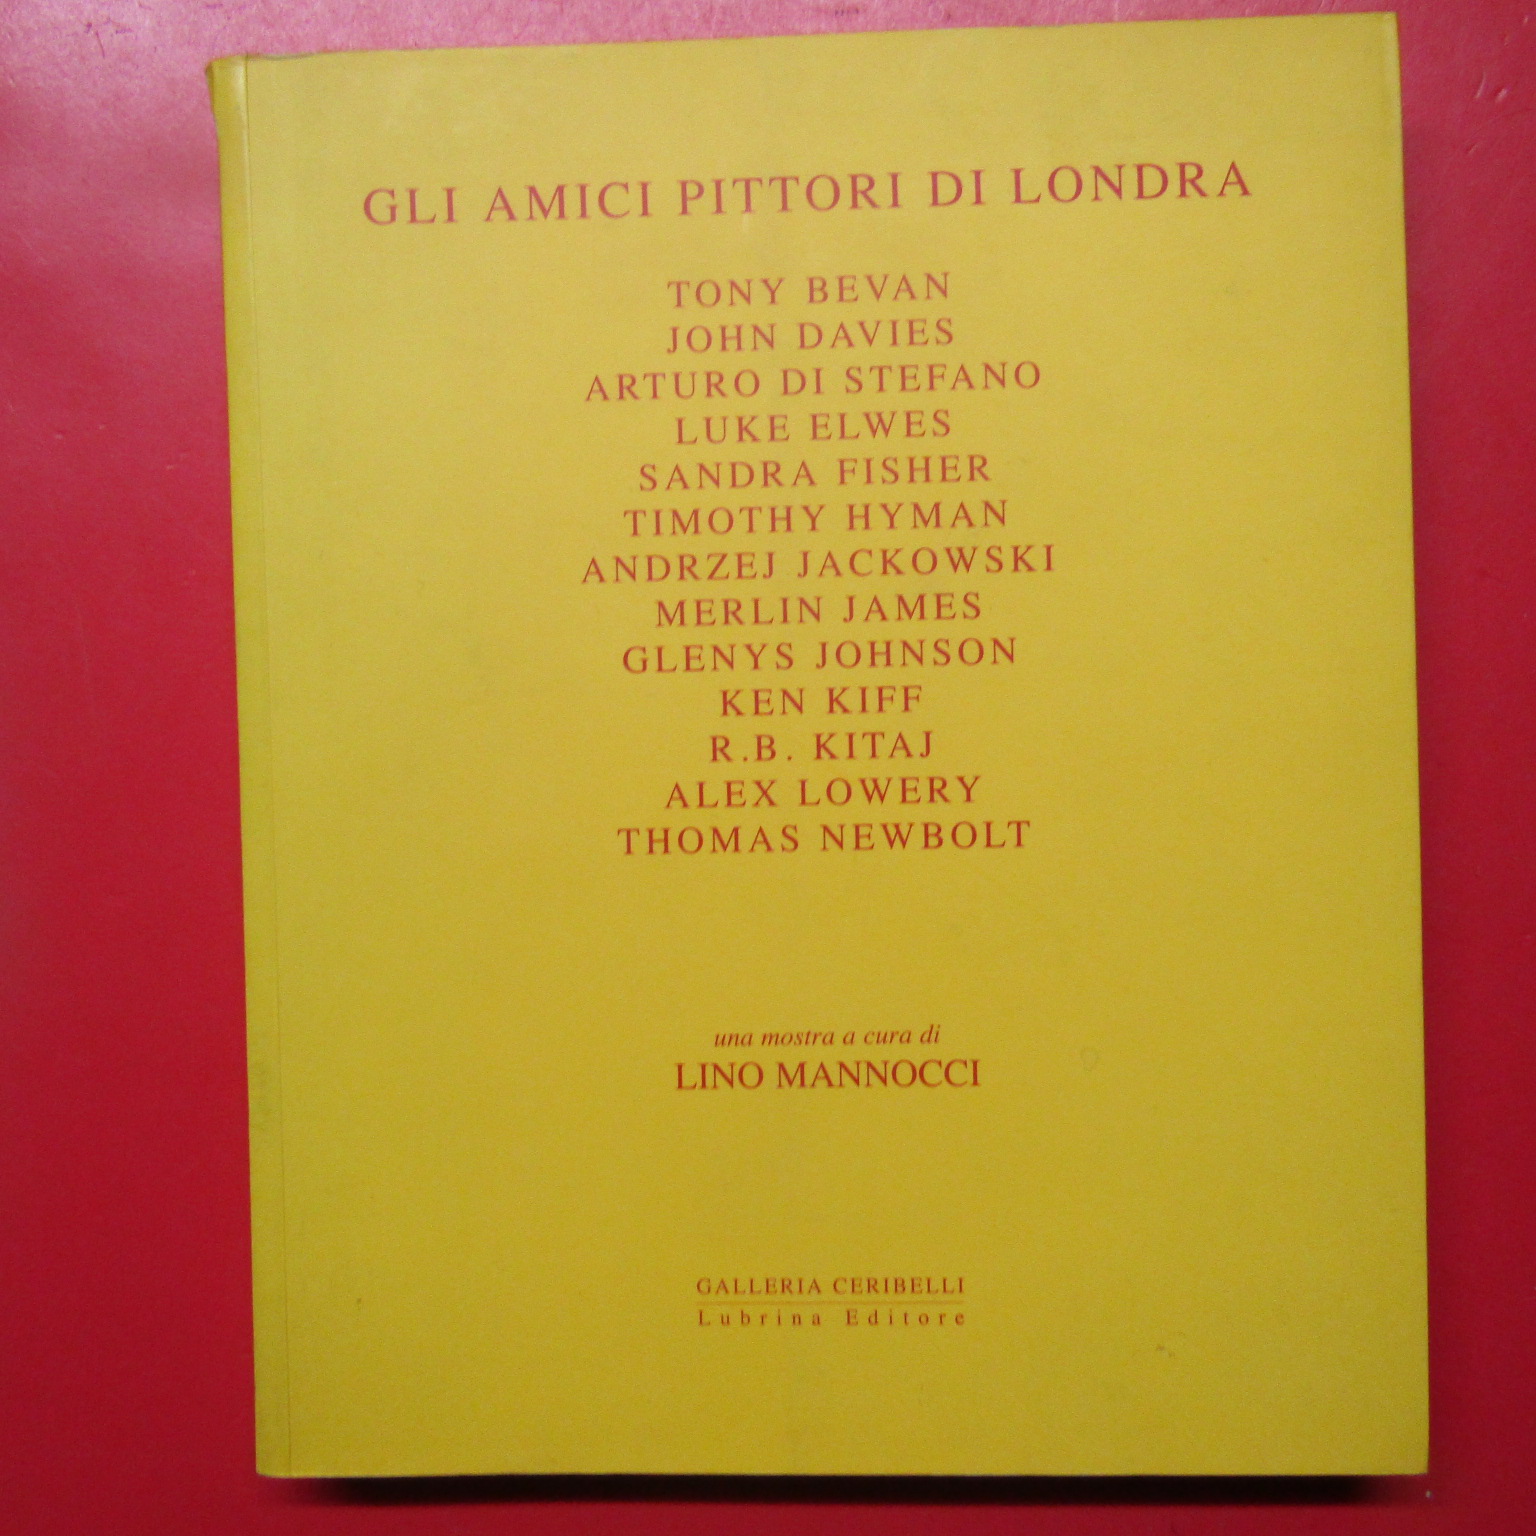 GLI AMICI PITTORI DI LONDRA
TONY BEVAN
JOHN DAVIES
ARTURO DI STEFANO
LUKE ELWES
SANDRA FISHER
TIMOTHY HYMAN
ANDRZEJ JACKOWSKI
MERLIN JAMES
GLENYS JOHNSON
KEN KIFF
R.B. KITAJ
ALEX LOWERY
THOMAS NEWBOLT
una mostra a cura di
LINO MANNOCCI
GALLERIA CERIBELLI
Lubrina Editore